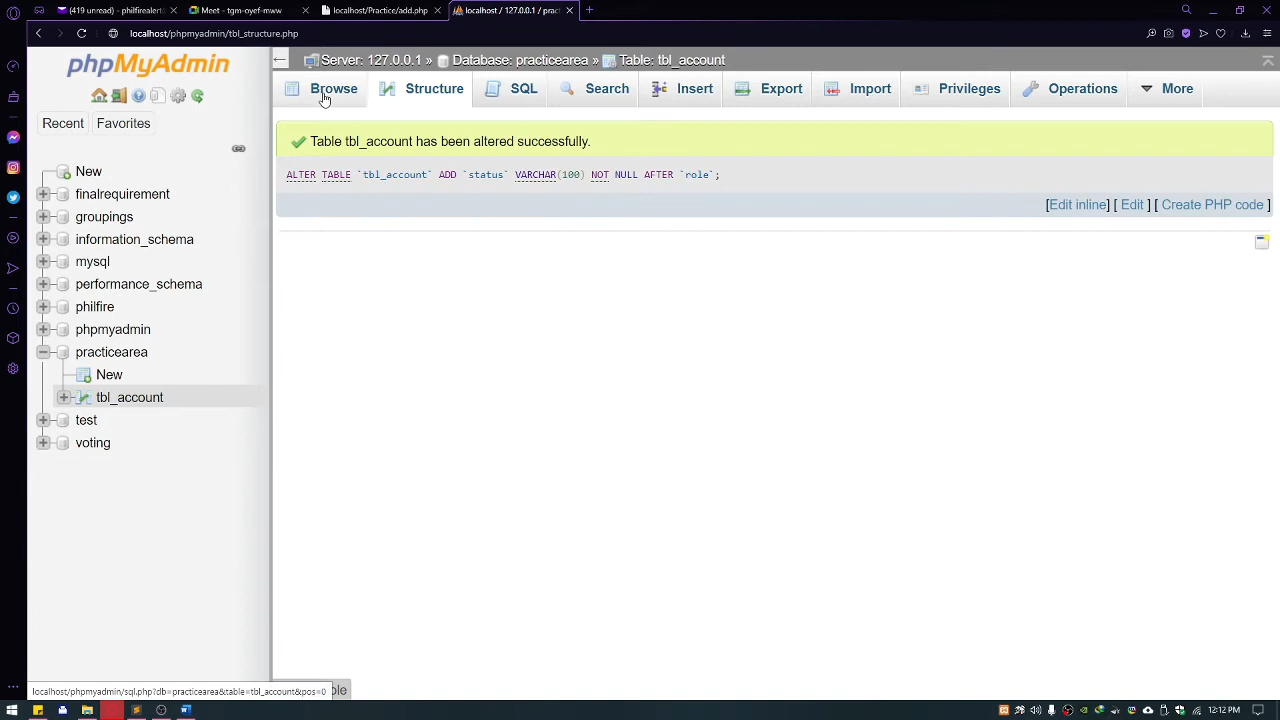 (419 unread) - philfirealert
Meet - tgm-oyef-mww
localhost/Practice/add.php
localhost / 127.0.0.1 / pract
localhost/phpmyadmin/tbl_structure.php
phpMyAdmin
Recent
Favorites
New
finalrequirement
groupings
information_schema
mysql
performance_schema
philfire
phpmyadmin
practicearea
New
tbl_account
test
voting
Server: 127.0.0.1 » Database: practicearea » Table: tbl_account
Browse
Structure
SQL
Search
Insert
Export
Import
Privileges
Operations
More
Table tbl_account has been altered successfully.
ALTER TABLE `tbl_account` ADD `status` VARCHAR(100) NOT NULL AFTER `role`;
[Edit inline] [ Edit ] [ Create PHP code ]
localhost/phpmyadmin/sql.php?db=practicearea&table=tbl_account&pos=0
12:12 PM